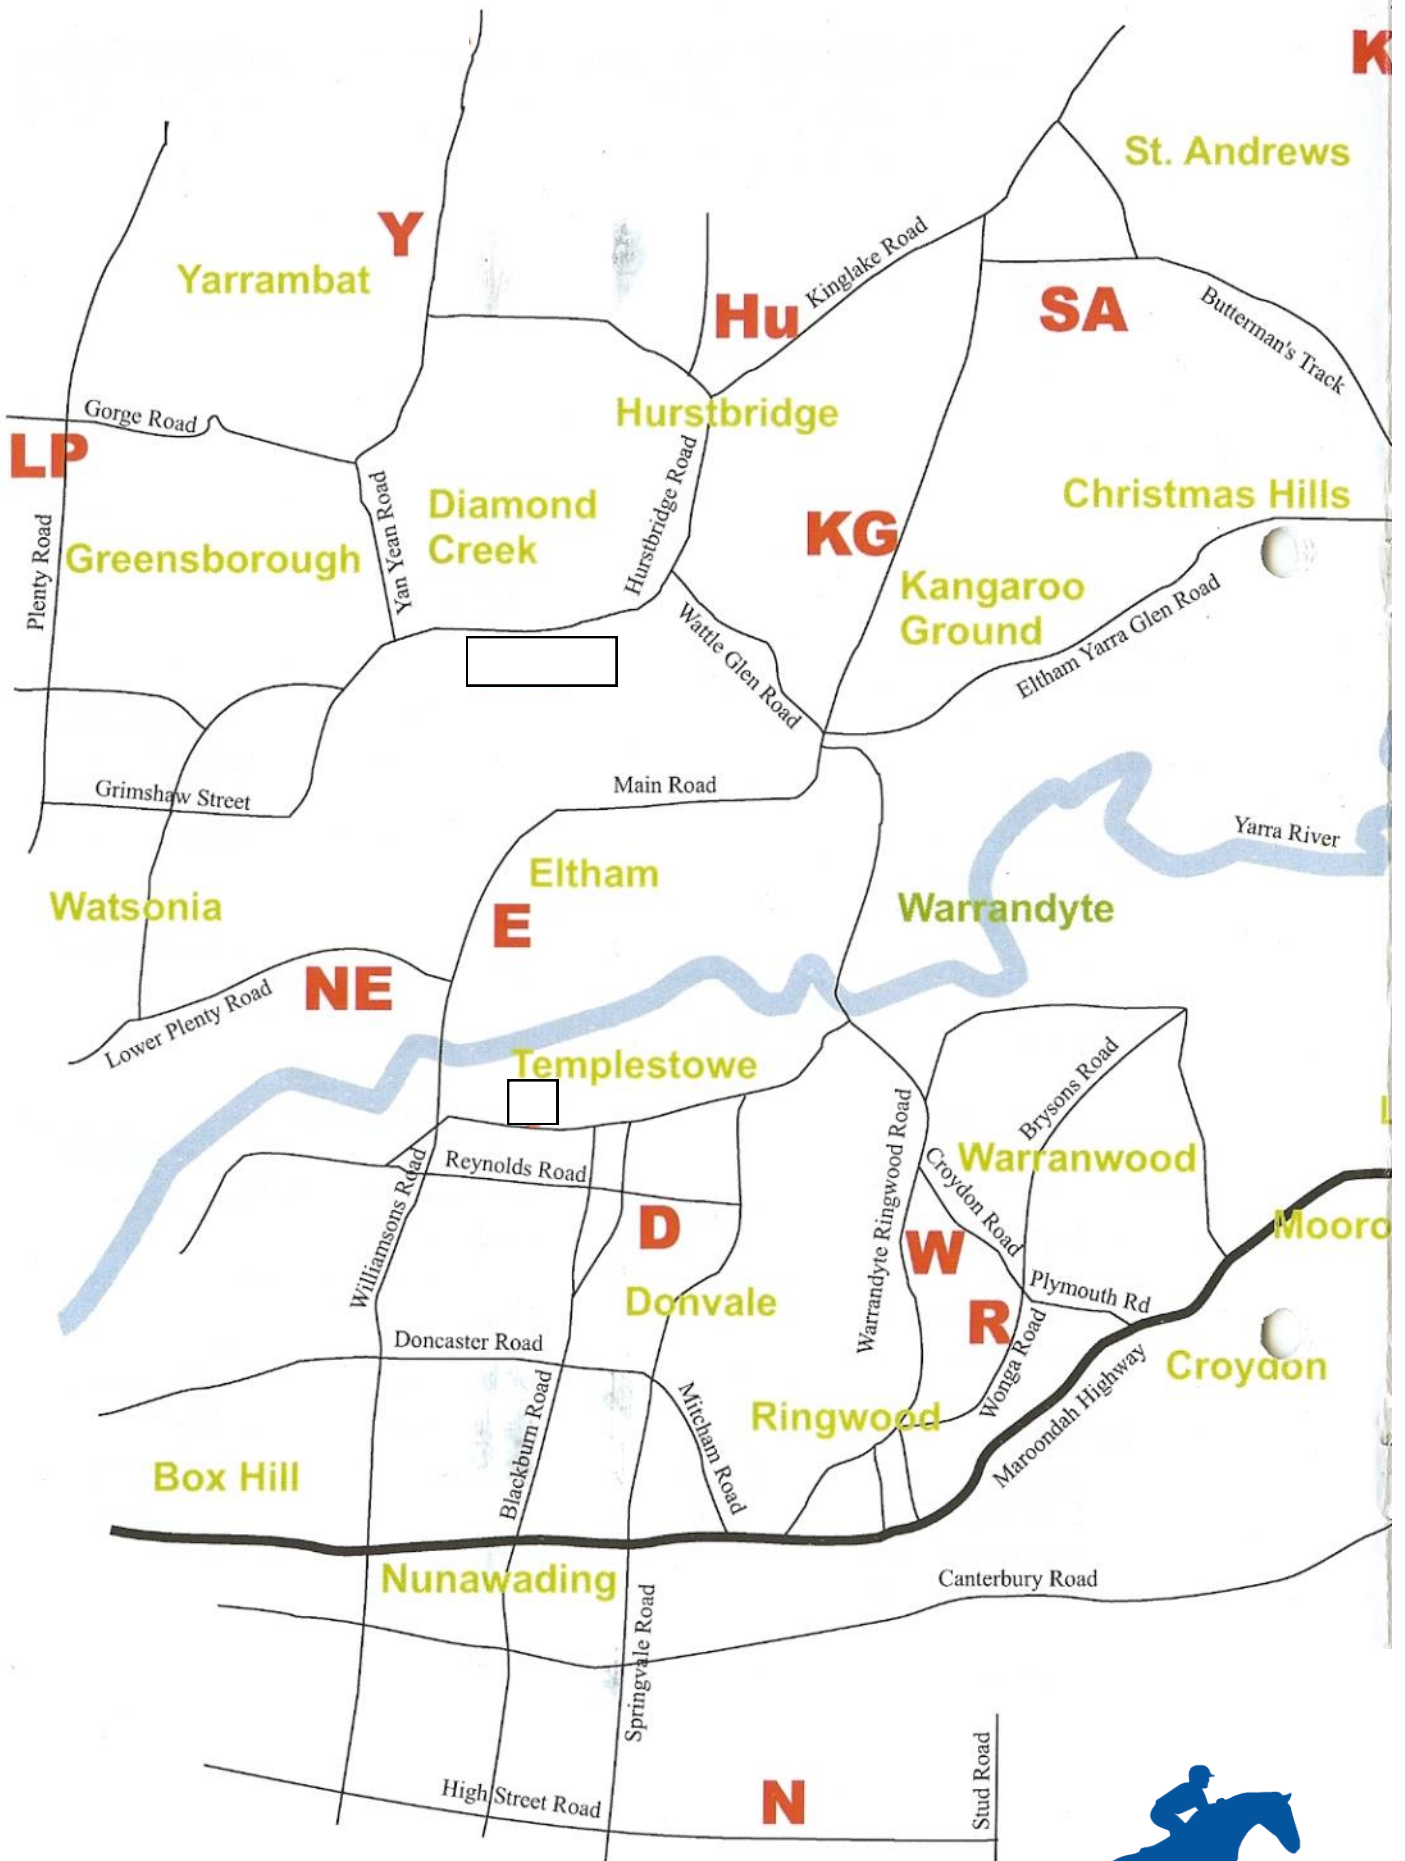 K
St. Andrews
Y
Kinglake Road
Yarrambat
Hu
SA
Butterman's Track
Gorge Road
Hurstbridge
LP
Hurstbridge Road
Yan Yean Road
Diamond
Creek
Christmas Hills
KG
Plenty Road
Greensborough
Kangaroo
Ground
Wattle Glen Road
Eltham Yarra Glen Road
Main Road
Grimshaw Street
Yarra River
Eltham
Watsonia
E
Warrandyte
NE
Lower Plenty Road
Templestowe
Brysons Road
Warrandyte Ringwood Road
Warranwood
Reynolds Road
Croydon Road
Williamsons Road
D
W
Mooro
Plymouth Rd
Donvale
R
Doncaster Road
Wonga Road
Maroondah Highway
Croydon
Blackburn Road
Mitcham Road
Ringwood
Box Hill
Nunawading
Canterbury Road
Springvale Road
Stud Road
High Street Road
N